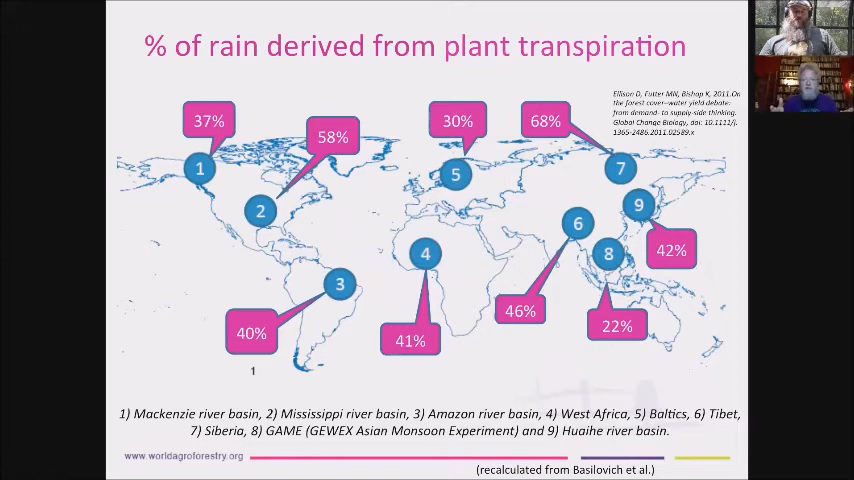 % of rain derived from plant transpiration
Ellison D, Futter MN, Bishop K, 2011.On
the forest cover–water yield debate:
from demand- to supply-side thinking.
Global Change Biology, doi: 10.1111/j.
1365-2486.2011.02589.x
37%
58%
30%
68%
1
2
5
7
9
6
4
8
3
42%
46%
22%
40%
41%
1
1) Mackenzie river basin, 2) Mississippi river basin, 3) Amazon river basin, 4) West Africa, 5) Baltics, 6) Tibet,
7) Siberia, 8) GAME (GEWEX Asian Monsoon Experiment) and 9) Huaihe river basin.
www.worldagroforestry.org
(recalculated from Basilovich et al.)